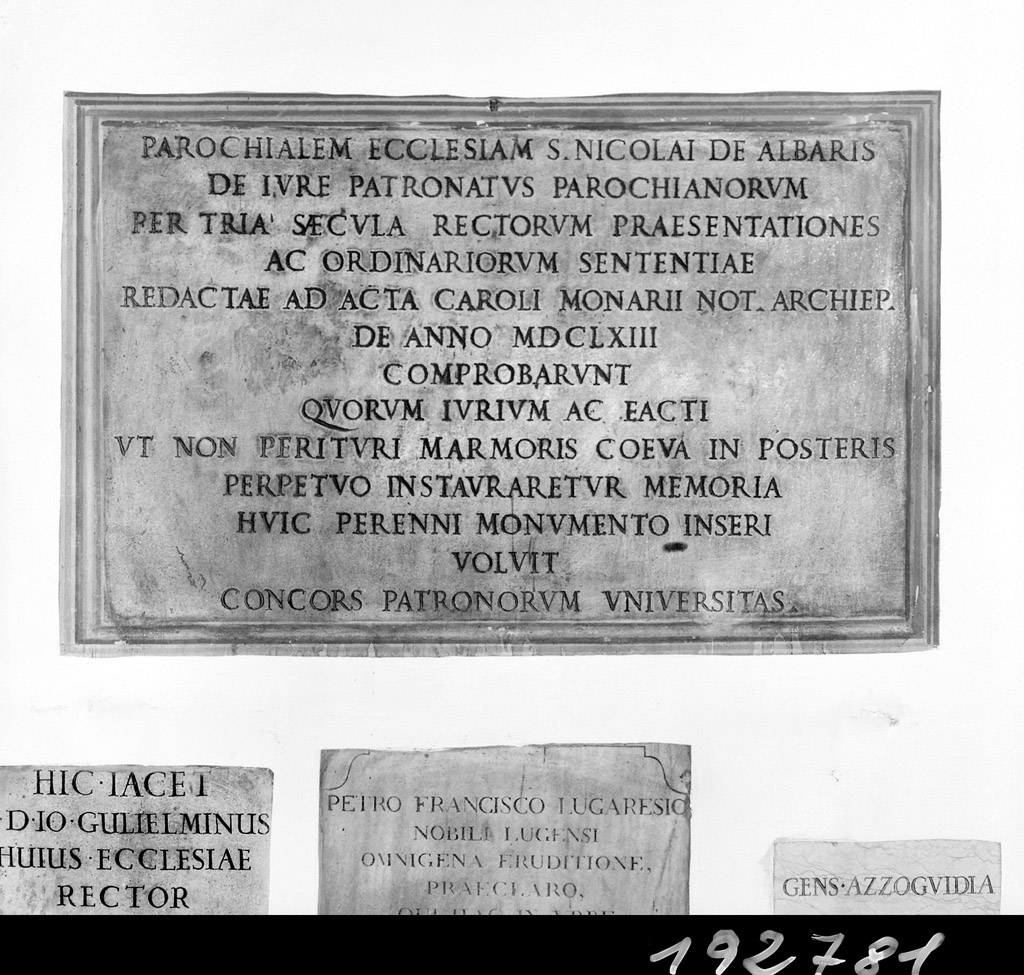 PAROCHIALEM ECCLESIAM S. NICOLAI DE ALBARIS
DE IVRE PATRONATVS PAROCHIANORVM
PER TRIA SÆCVLA RECTORVM PRAESENTATIONES
AC ORDINARIORVM SENTENTIAE
REDACTAE AD ACTA CAROLI MONARII NOT. ARCHIEP.
DE ANNO MDCLXIII
COMPROBARVNT
QVORVM IVRIVM AC EACTI
VT NON PERITVRI MARMORIS COEVA IN POSTERIS
PERPETVO INSTAVRARETVR MEMORIA
HVIC PERENNI MONVMENTO INSERI
VOLVIT
CONCORS PATRONORVM VNIVERSITAS.
HIC·IACET
·D·IO·GULIELMINUS
HUIUS·ECCLESIAE
RECTOR
PETRO FRANCISCO LUGARESIO
NOBILI LUGENSI
OMNIGENA ERUDITIONE,
PRAECLARO,
GENS·AZZOGVIDIA
192781